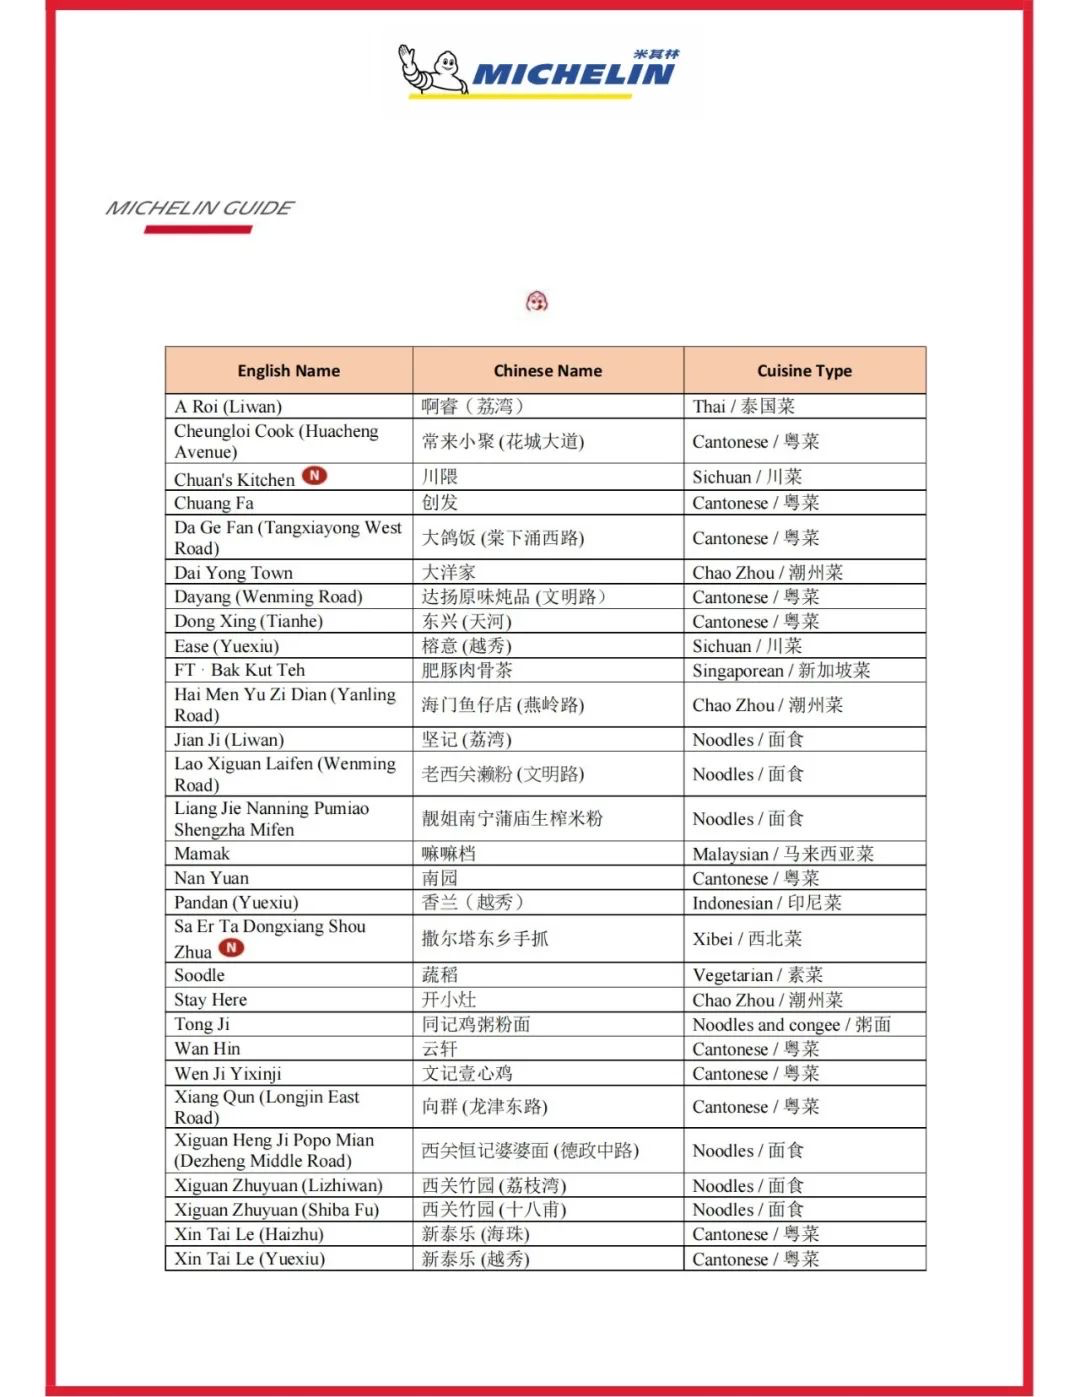 米其林
MICHELIN
MICHELIN GUIDE
English Name Chinese Name Cuisine Type
A Roi (Liwan) 啊睿（荔湾） Thai / 泰国菜
Cheungloi Cook (Huacheng
Avenue) 常来小聚 (花城大道) Cantonese / 粤菜
Chuan's Kitchen N 川隈 Sichuan / 川菜
Chuang Fa 创发 Cantonese / 粤菜
Da Ge Fan (Tangxiayong West
Road) 大鸽饭 (棠下涌西路) Cantonese / 粤菜
Dai Yong Town 大洋家 Chao Zhou / 潮州菜
Dayang (Wenming Road) 达扬原味炖品 (文明路） Cantonese / 粤菜
Dong Xing (Tianhe) 东兴 (天河) Cantonese / 粤菜
Ease (Yuexiu) 榕意 (越秀) Sichuan / 川菜
FT · Bak Kut Teh 肥豚肉骨茶 Singaporean / 新加坡菜
Hai Men Yu Zi Dian (Yanling
Road) 海门鱼仔店 (燕岭路) Chao Zhou / 潮州菜
Jian Ji (Liwan) 坚记 (荔湾) Noodles / 面食
Lao Xiguan Laifen (Wenming
Road) 老西关濑粉 (文明路) Noodles / 面食
Liang Jie Nanning Pumiao
Shengzha Mifen 靓姐南宁蒲庙生榨米粉 Noodles / 面食
Mamak 嘛嘛档 Malaysian / 马来西亚菜
Nan Yuan 南园 Cantonese / 粤菜
Pandan (Yuexiu) 香兰（越秀） Indonesian / 印尼菜
Sa Er Ta Dongxiang Shou
Zhua N 撒尔塔东乡手抓 Xibei / 西北菜
Soodle 蔬稻 Vegetarian / 素菜
Stay Here 开小灶 Chao Zhou / 潮州菜
Tong Ji 同记鸡粥粉面 Noodles and congee / 粥面
Wan Hin 云轩 Cantonese / 粤菜
Wen Ji Yixinji 文记壹心鸡 Cantonese / 粤菜
Xiang Qun (Longjin East
Road) 向群 (龙津东路) Cantonese / 粤菜
Xiguan Heng Ji Popo Mian
(Dezheng Middle Road) 西关恒记婆婆面 (德政中路) Noodles / 面食
Xiguan Zhuyuan (Lizhiwan) 西关竹园 (荔枝湾) Noodles / 面食
Xiguan Zhuyuan (Shiba Fu) 西关竹园 (十八甫) Noodles / 面食
Xin Tai Le (Haizhu) 新泰乐 (海珠) Cantonese / 粤菜
Xin Tai Le (Yuexiu) 新泰乐 (越秀) Cantonese / 粤菜